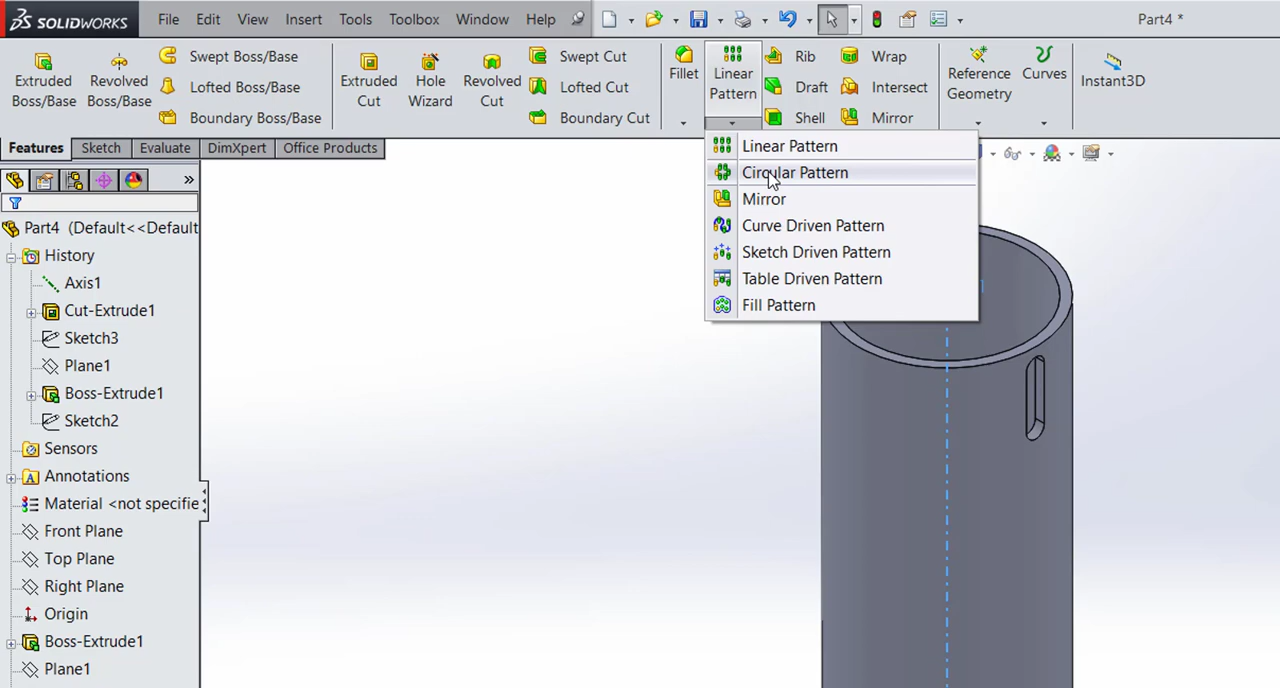 SOLIDWORKS File Edit View Insert Tools Toolbox Window Help Part4 *
Extruded Boss/Base
Revolved Boss/Base
Swept Boss/Base
Lofted Boss/Base
Boundary Boss/Base
Extruded Cut
Hole Wizard
Revolved Cut
Swept Cut
Lofted Cut
Boundary Cut
Fillet
Linear Pattern
Rib
Draft
Shell
Wrap
Intersect
Mirror
Reference Geometry
Curves
Instant3D
Features Sketch Evaluate DimXpert Office Products
Linear Pattern
Circular Pattern
Mirror
Curve Driven Pattern
Sketch Driven Pattern
Table Driven Pattern
Fill Pattern
»
Part4 (Default<<Default
History
Axis1
Cut-Extrude1
Sketch3
Plane1
Boss-Extrude1
Sketch2
Sensors
Annotations
Material <not specifie
Front Plane
Top Plane
Right Plane
Origin
Boss-Extrude1
Plane1